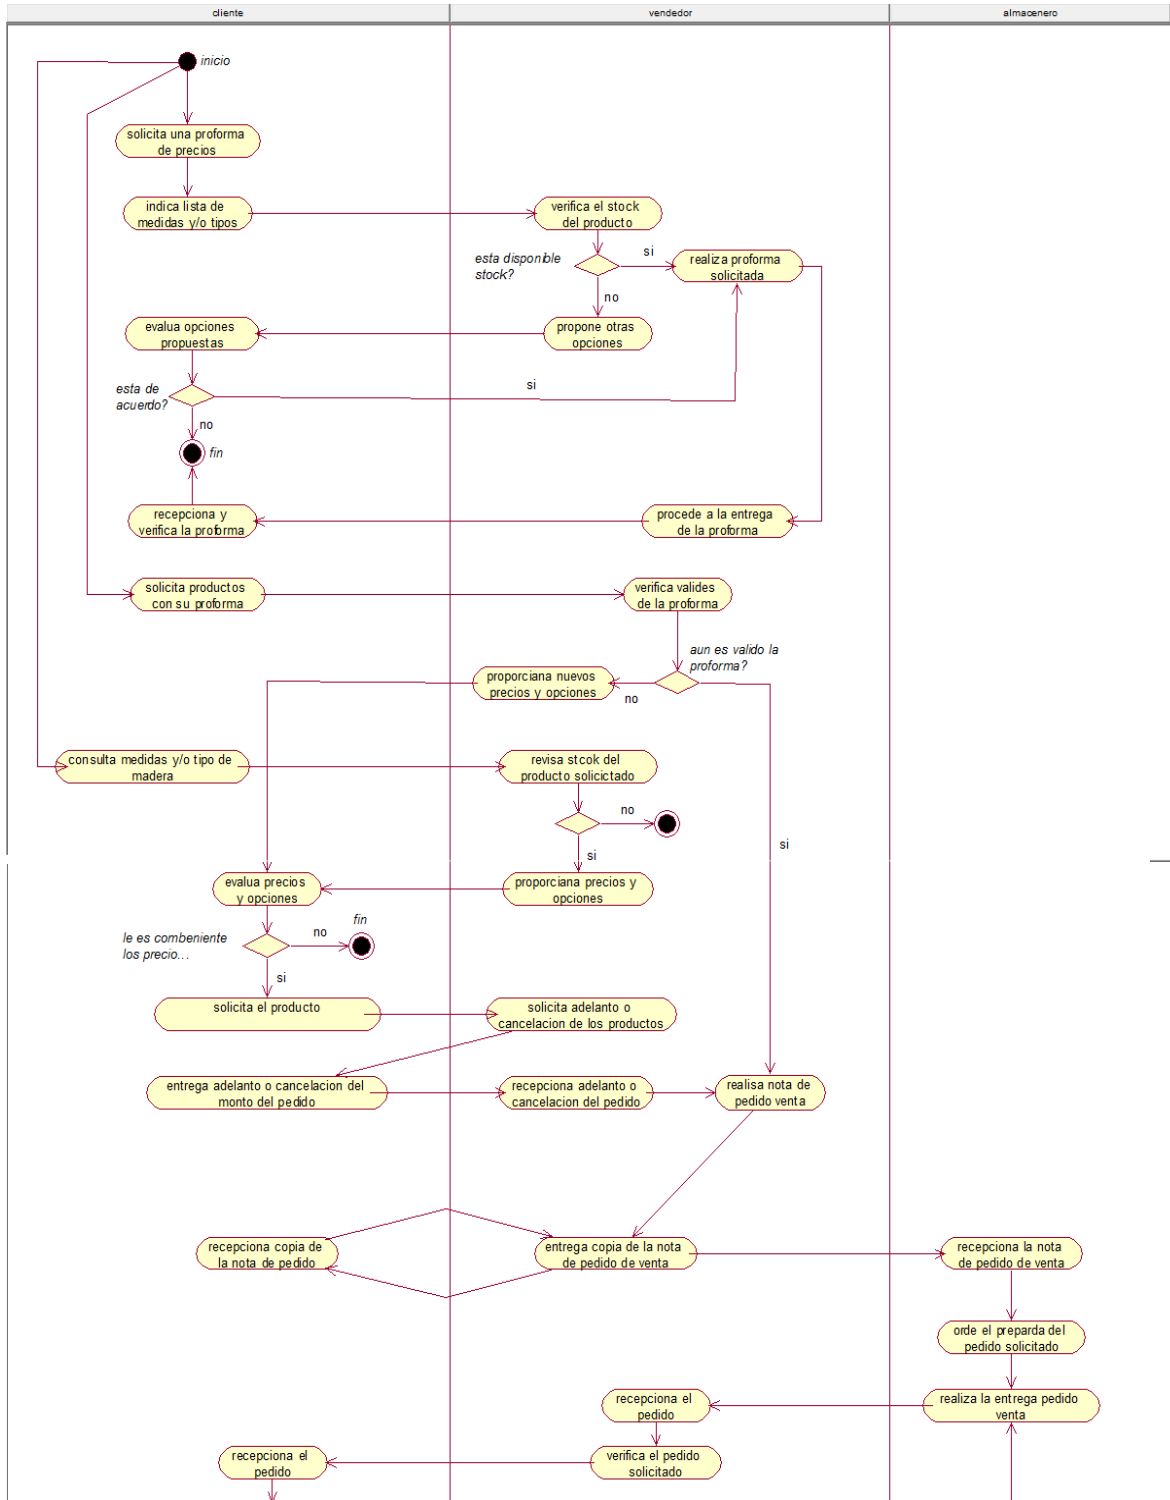 cliente
vendedor
almacenero
inicio
solicita una proforma
de precios
indica lista de
medidas y/o tipos
verifica el stock
del producto
esta disponible
stock?
si
realiza proforma
solicitada
no
evalua opciones
propuestas
propone otras
opciones
esta de
acuerdo?
si
no
fin
recepciona y
verifica la proforma
procede a la entrega
de la proforma
solicita productos
con su proforma
verifica valides
de la proforma
aun es valido la
proforma?
proporciana nuevos
precios y opciones
no
consulta medidas y/o tipo de
madera
revisa stcok del
producto solicictado
no
si
si
evalua precios
y opciones
proporciana precios y
opciones
fin
le es combeniente
los precio...
no
si
solicita el producto
solicita adelanto o
cancelacion de los productos
entrega adelanto o cancelacion del
monto del pedido
recepciona adelanto o
cancelacion del pedido
realisa nota de
pedido venta
recepciona copia de
la nota de pedido
entrega copia de la nota
de pedido de venta
recepciona la nota
de pedido de venta
orde el preparda del
pedido solicitado
recepciona el
pedido
realiza la entrega pedido
venta
recepciona el
pedido
verifica el pedido
solicitado